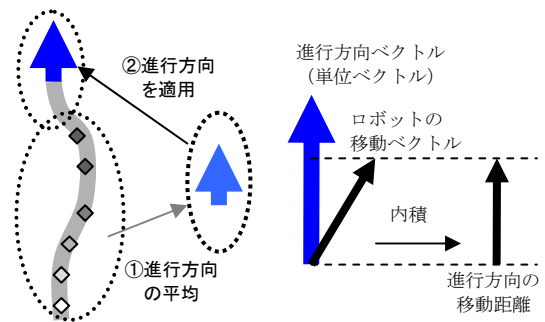 ②進行方向
を適用
①進行方向
の平均
進行方向ベクトル
（単位ベクトル）
ロボットの
移動ベクトル
内積
進行方向の
移動距離